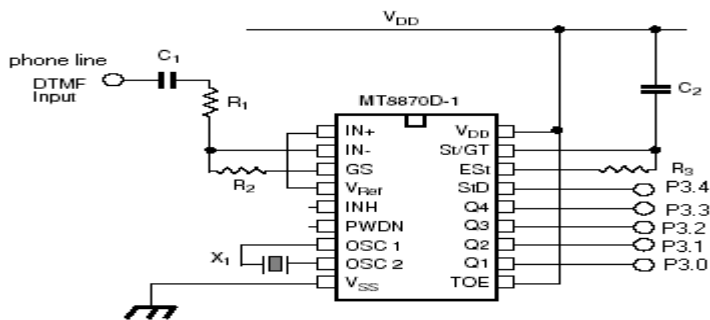 VDD
phone line
DTMF
Input
C1
R1
R2
MT8870D-1
IN+
IN-
GS
VRef
INH
PWDN
OSC 1
OSC 2
VSS
VDD
St/GT
ESt
StD
Q4
Q3
Q2
Q1
TOE
C2
R3
P3.4
P3.3
P3.2
P3.1
P3.0
X1